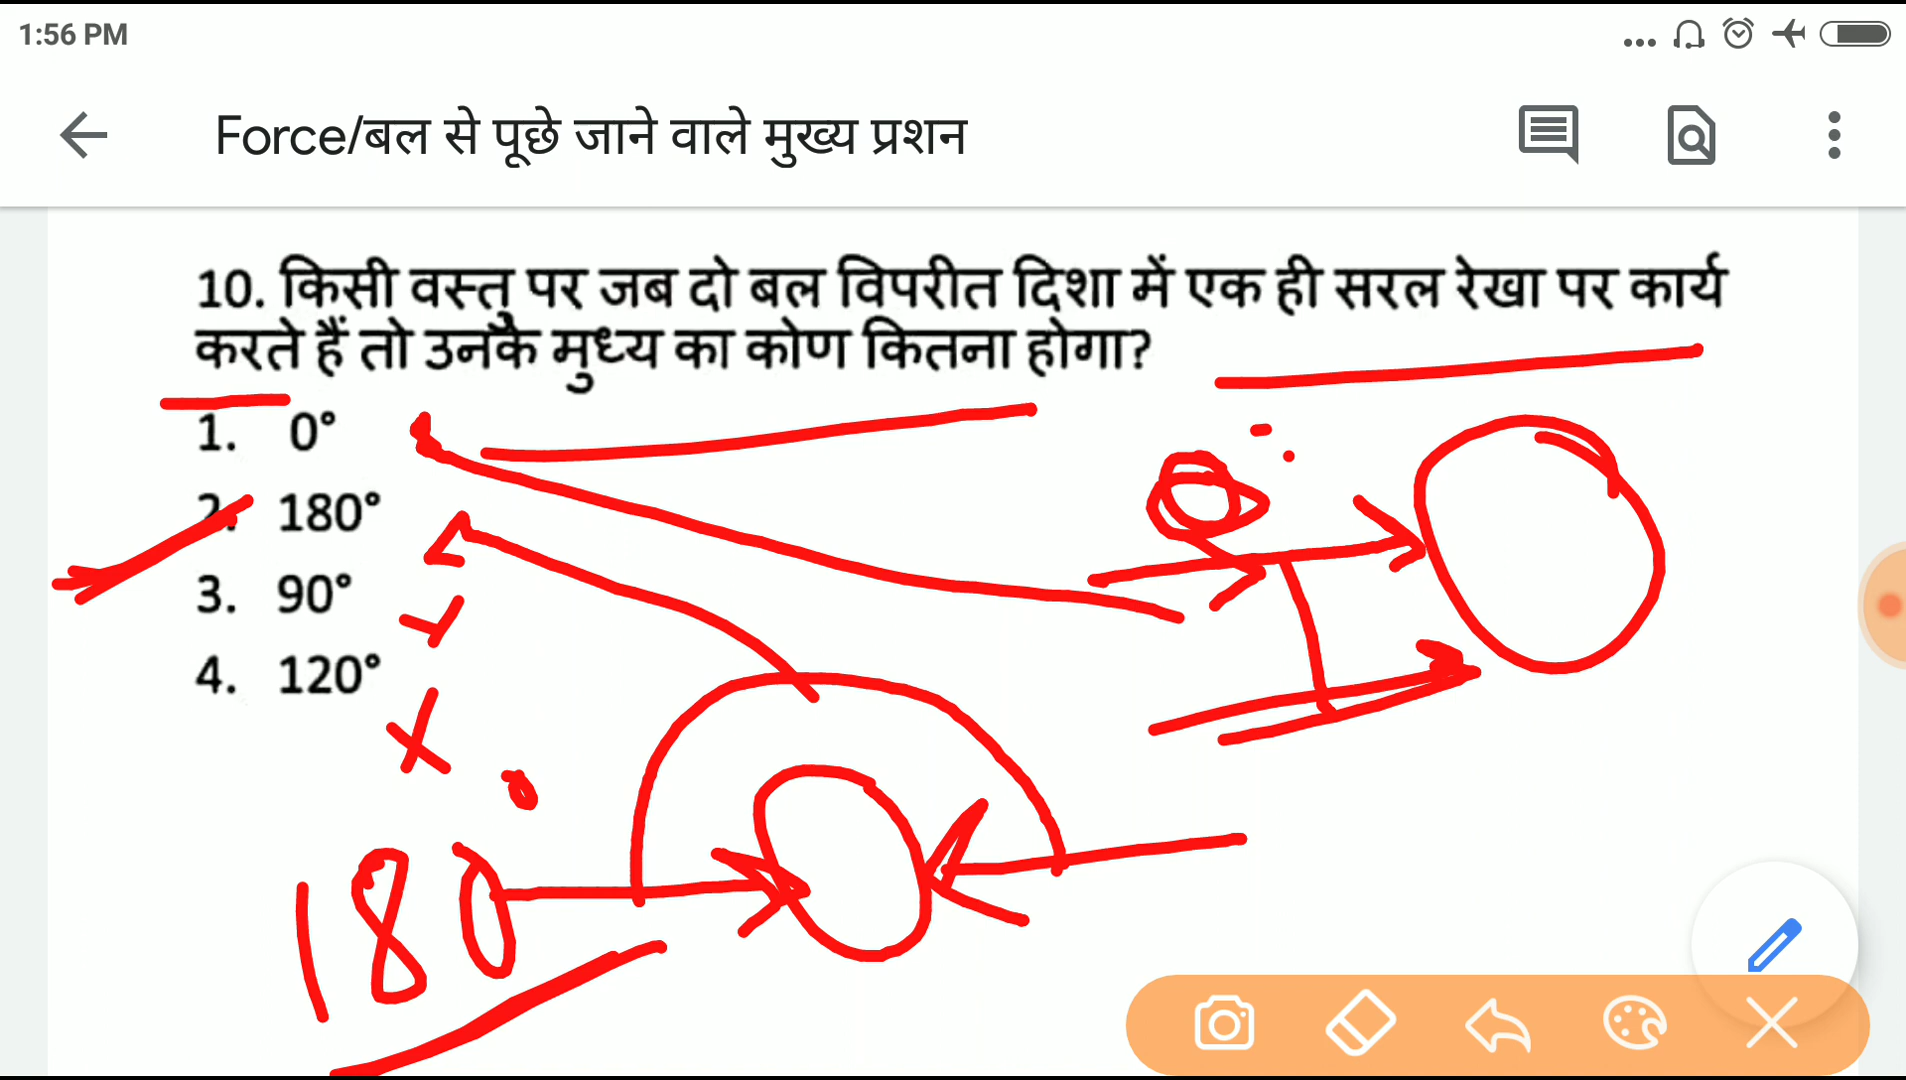 1:56 PM
Force/बल से पूछे जाने वाले मुख्य प्रशन
10. किसी वस्तु पर जब दो बल विपरीत दिशा में एक ही सरल रेखा पर कार्य
करते हैं तो उनके मुध्य का कोण कितना होगा?
1. 0°
2. 180°
3. 90°
4. 120°
180°